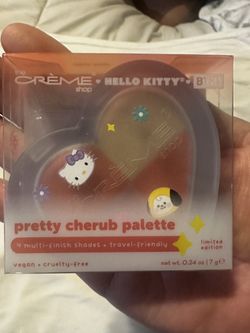 the
CRÈME
shop
HELLO KITTY®
BT21
pretty cherub palette
4 multi-finish shades + travel-friendly
limited
edition
vegan + cruelty-free
net. wt. 0.24 oz (7 g)